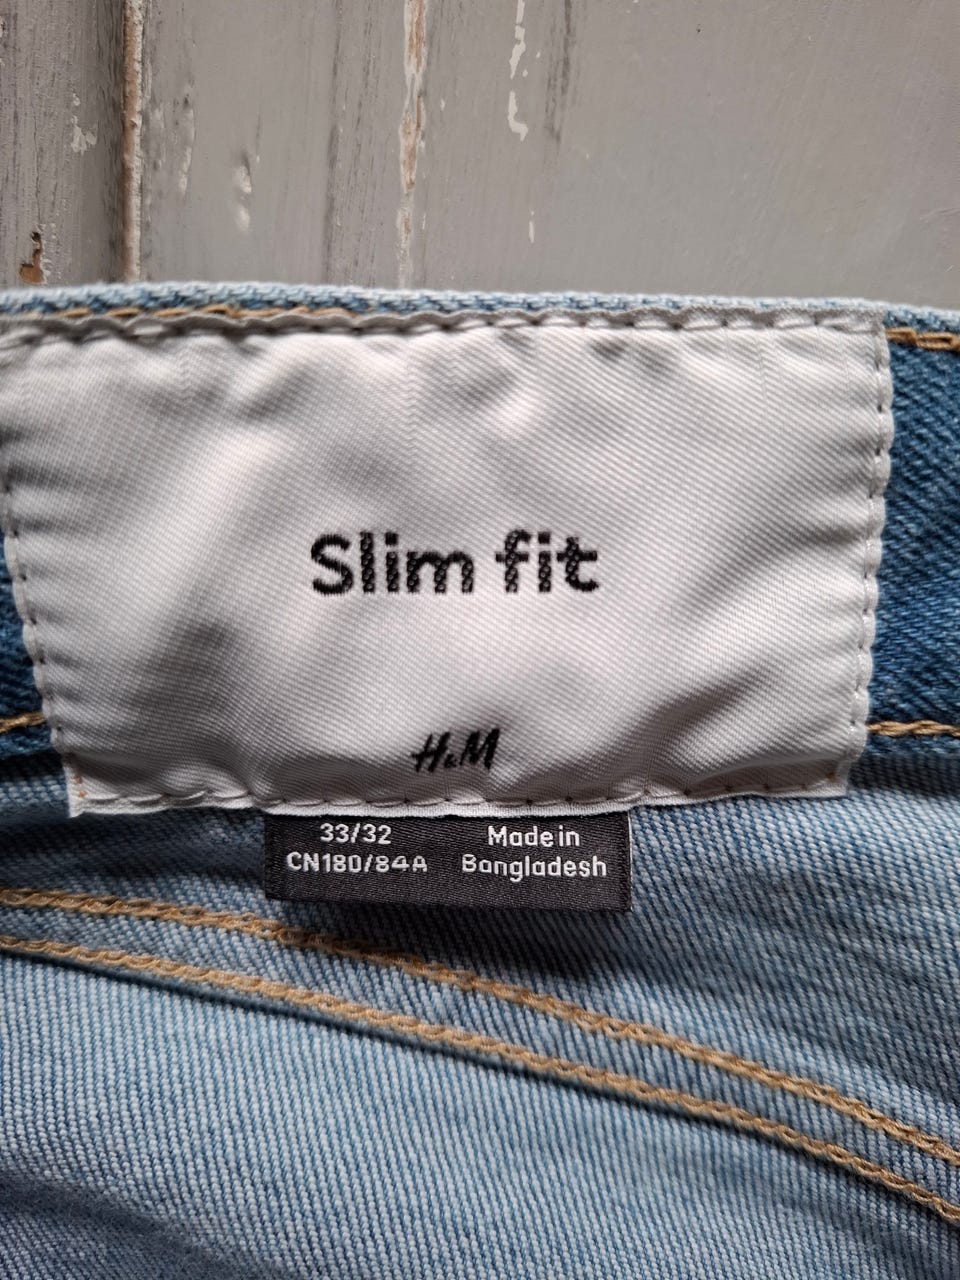 Slim fit
H&M
33/32
CN180/84A
Made in
Bangladesh